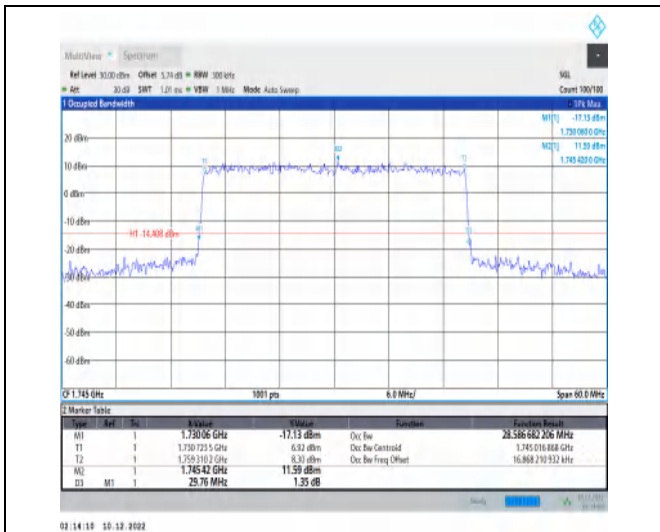 MultiView Spectrum
Ref Level 30.00 dBm Offset 5.74 dB RBW 300 kHz SGL
Att 30 dB SWT 1.01 ms VBW 1 MHz Mode Auto Sweep Count 100/100
1 Occupied Bandwidth 1Pk Max
M1[1] -17.13 dBm
1.730 060 0 GHz
M2[1] 11.59 dBm
1.745 420 0 GHz
20 dBm
10 dBm
0 dBm
-10 dBm
H1 -14.408 dBm
-20 dBm
-30 dBm
-40 dBm
-50 dBm
-60 dBm
CF 1.745 GHz 1001 pts 6.0 MHz/ Span 60.0 MHz
2 Marker Table
Type Ref Trc X-Value Y-Value Function Function Result
M1 1 1.73006 GHz -17.13 dBm Occ Bw 28.586 682 206 MHz
T1 1 1.730 723 5 GHz 6.92 dBm Occ Bw Centroid 1.745 016 868 GHz
T2 1 1.759 310 2 GHz 8.30 dBm Occ Bw Freq Offset 16.868 210 932 kHz
M2 1 1.74542 GHz 11.59 dBm
D3 M1 1 29.76 MHz 1.35 dB
Ready
02:14:10 10.12.2022